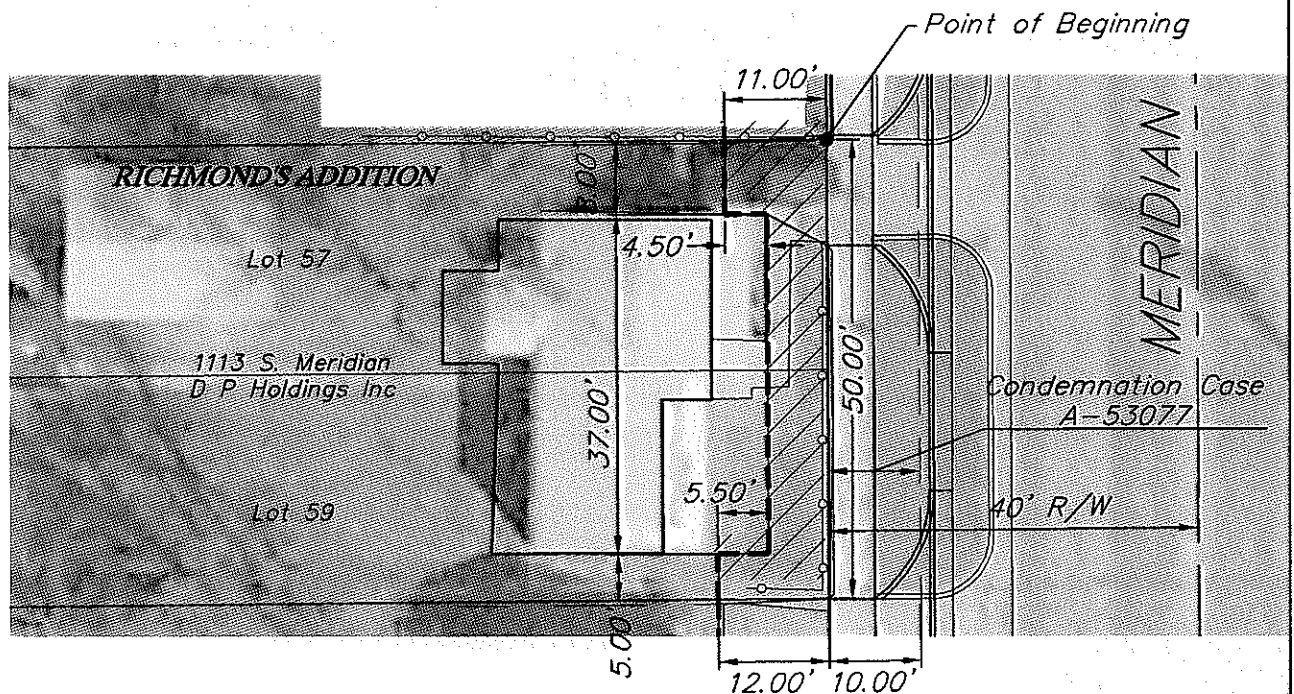 Point of Beginning
11.00'
MERIDIAN
RICHMOND'S ADDITION
8.00'
Lot 57
4.50'
1113 S. Meridian
D P Holdings Inc
50.00'
Condemnation Case
A-53077
37.00'
5.50'
Lot 59
40' R/W
5.00'
12.00'
10.00'